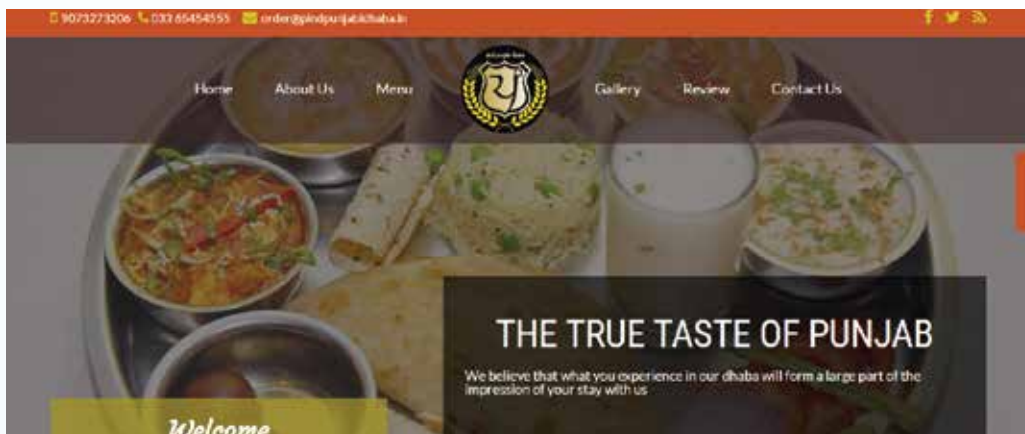 9073273206 033 65454555 order@pindpunjabidhaba.in
Home About Us Menu Gallery Review Contact Us
THE TRUE TASTE OF PUNJAB
We believe that what you experience in our dhaba will form a large part of the
impression of your stay with us
Welcome